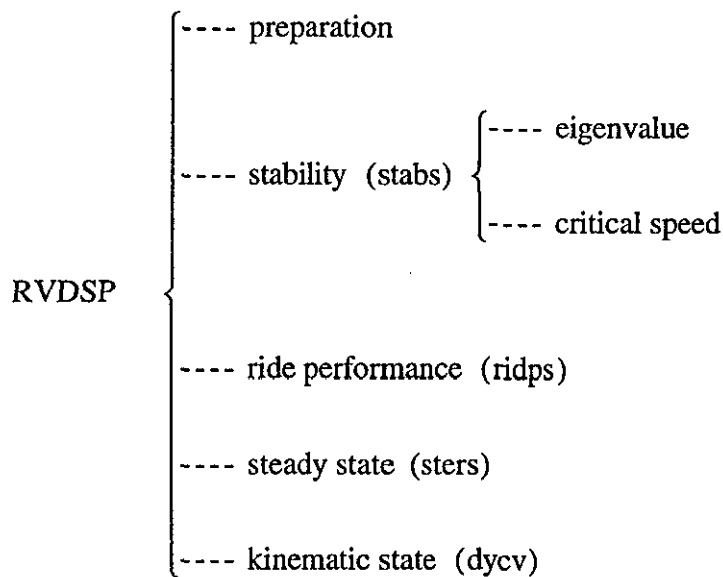 ---- preparation
---- eigenvalue
---- stability (stabs)
---- critical speed
RVDSP
---- ride performance (ridps)
---- steady state (sters)
---- kinematic state (dycv)